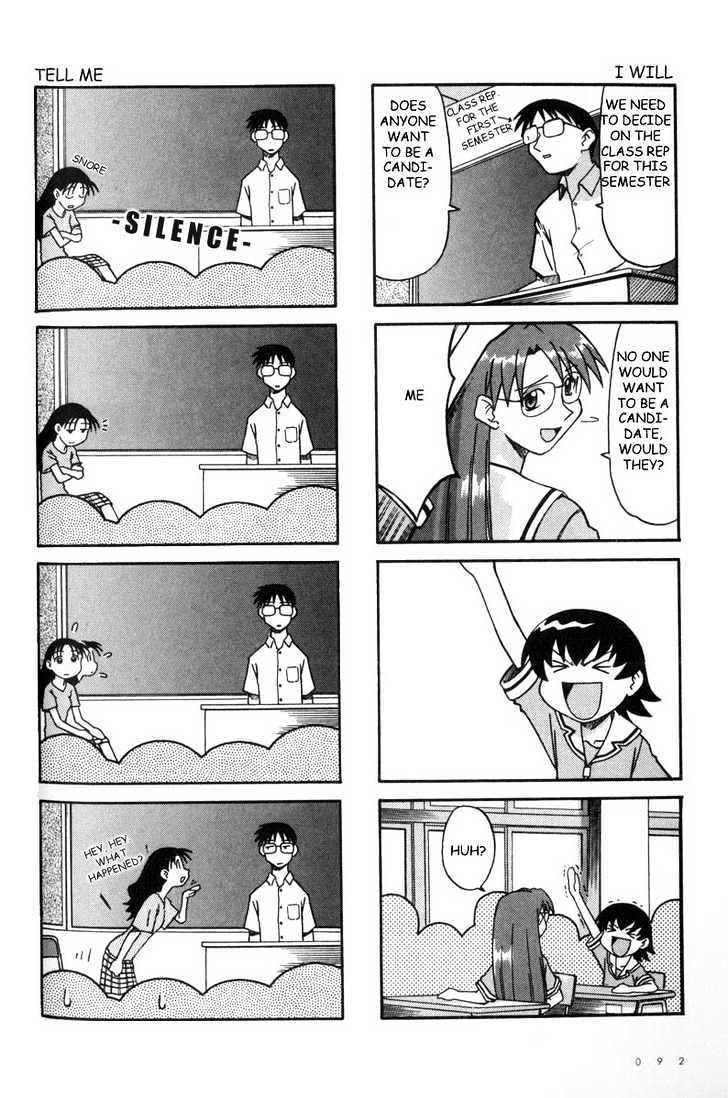 I WILL
WE NEED
TO DECIDE
ON THE
CLASS REP
FOR THIS
SEMESTER
CLASS REP
FOR THE
FIRST
SEMESTER
DOES
ANYONE
WANT
TO BE A
CANDI-
DATE?
NO ONE
WOULD
WANT
TO BE A
CANDI-
DATE,
WOULD
THEY?
ME
HUH?
TELL ME
SNORE
-SILENCE-
HEY, HEY
WHAT
HAPPENED?
092